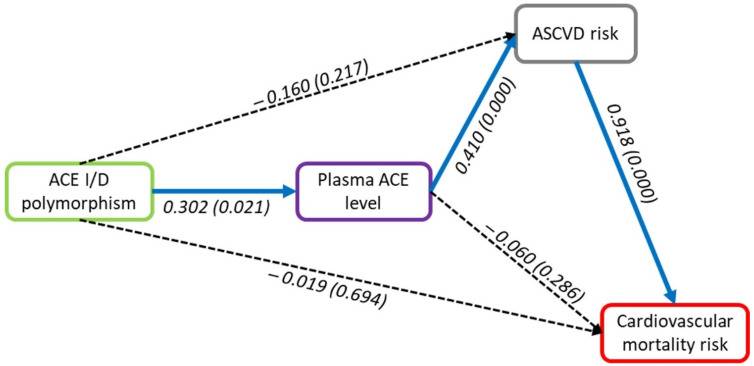 ASCVD risk
− 0.160 (0.217)
0.410 (0.000)
0.918 (0.000)
ACE I/D
polymorphism
0.302 (0.021)
Plasma ACE
level
− 0.060 (0.286)
− 0.019 (0.694)
Cardiovascular
mortality risk